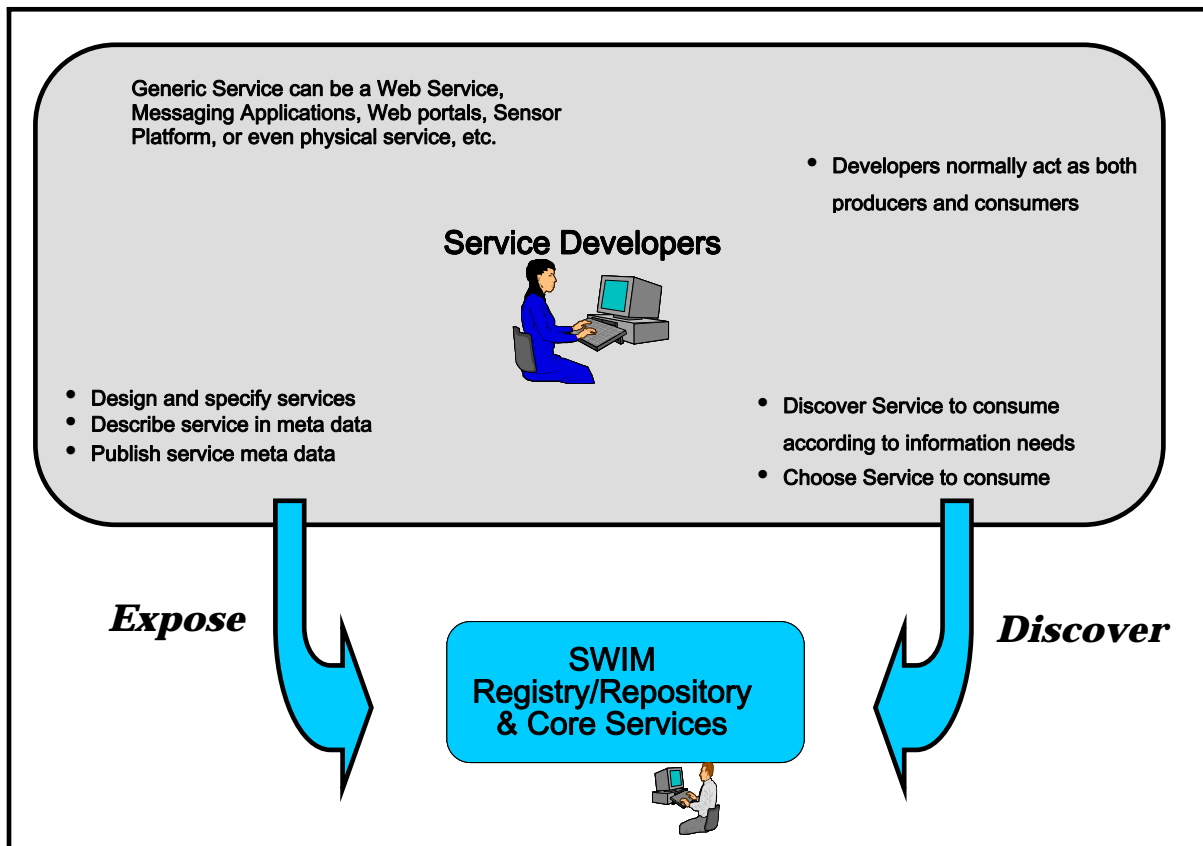 Generic Service can be a Web Service,
Messaging Applications, Web portals, Sensor
Platform, or even physical service, etc.
• Developers normally act as both
producers and consumers
Service Developers
• Design and specify services
• Describe service in meta data
• Publish service meta data
• Discover Service to consume
according to information needs
• Choose Service to consume
Expose
Discover
SWIM
Registry/Repository
& Core Services